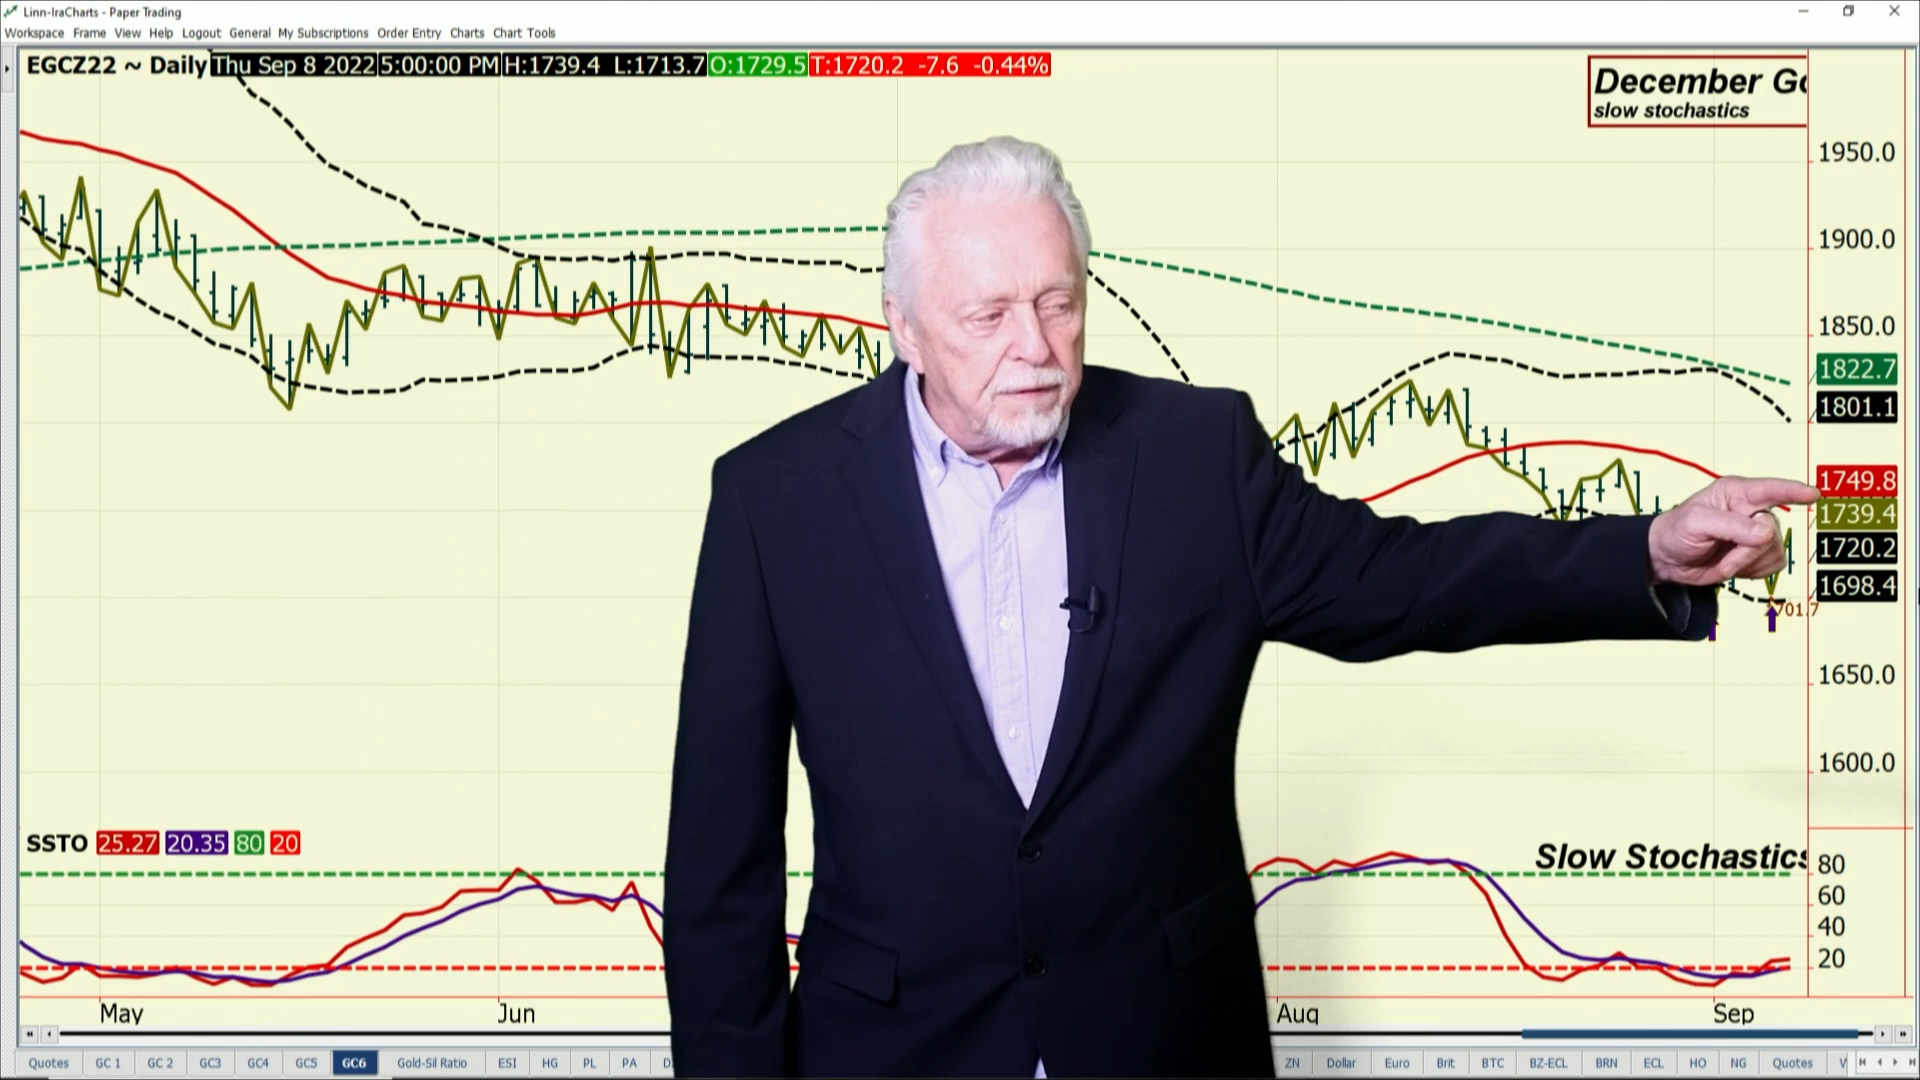 Linn-IraCharts - Paper Trading
Workspace Frame View Help Logout General My Subscriptions Order Entry Charts Chart Tools
EGCZ22 ~ Daily Thu Sep 8 2022 5:00:00 PM H:1739.4 L:1713.7 O:1729.5 T:1720.2 -7.6 -0.44%
December Go
slow stochastics
1950.0
1900.0
1850.0
1822.7
1801.1
1749.8
1739.4
1720.2
1698.4
701.7
1650.0
1600.0
SSTO 25.27 20.35 80 20
Slow Stochastics
80
60
40
20
May Jun Aug Sep
Quotes GC 1 GC 2 GC3 GC4 GC5 GC6 Gold-Sil Ratio ESI HG PL PA D ZN Dollar Euro Brit BTC BZ-ECL BRN ECL HO NG Quotes